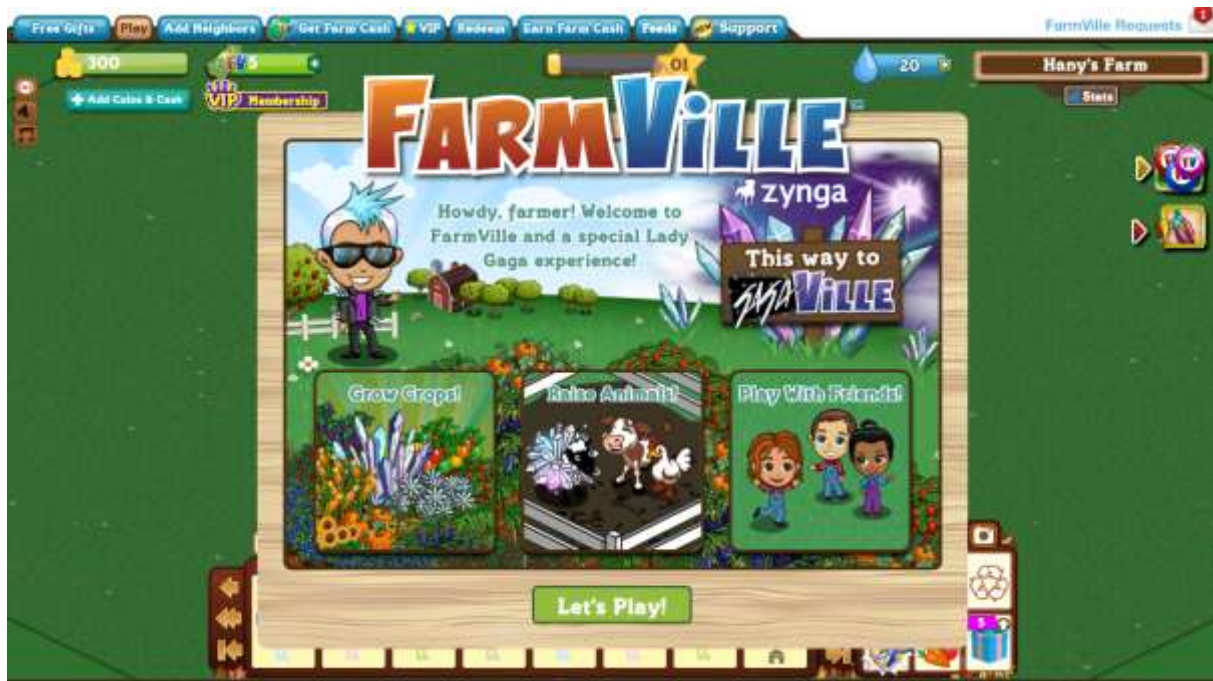 Free Gifts
Play
Add Neighbors
Get Farm Cash
VIP
Redeem
Earn Farm Cash
Feeds
Support
FarmVille Requests
1
300
5
01
20
Hany's Farm
Add Coins & Cash
VIP Membership
Stats
FARMVILLE
zynga
Howdy, farmer! Welcome to
FarmVille and a special Lady
Gaga experience!
This way to
GAGAVILLE
Grow Crops!
Raise Animals!
Play With Friends!
Let's Play!